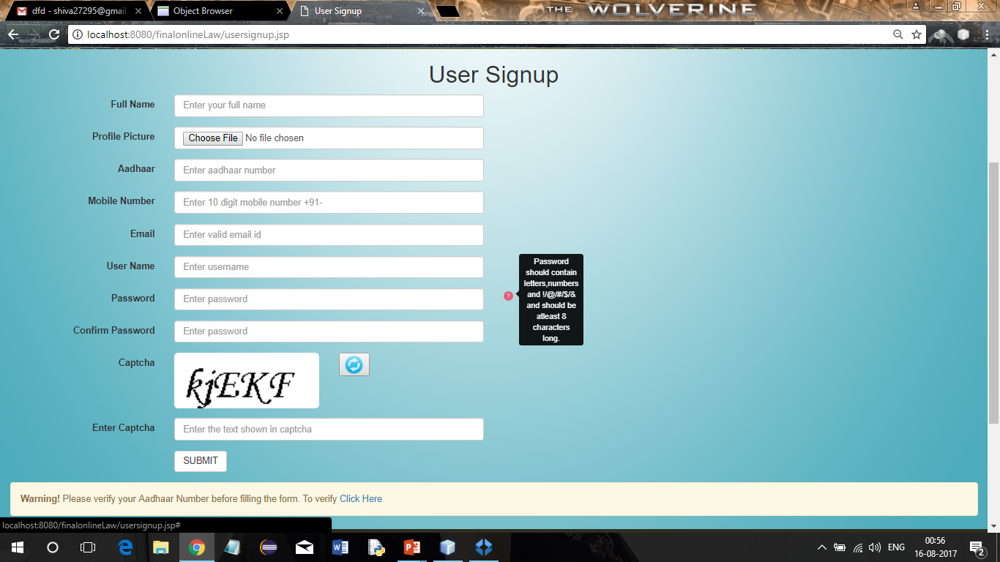 dfd - shiva27295@gmail.
Object Browser
User Signup
THE WOLVERINE
localhost:8080/finalonlineLaw/usersignup.jsp
User Signup
Full Name
Enter your full name
Profile Picture
Choose File No file chosen
Aadhaar
Enter aadhaar number
Mobile Number
Enter 10 digit mobile number +91-
Email
Enter valid email id
User Name
Enter username
Password
Enter password
?
Password
should contain
letters,numbers
and !/@/#/$/&
and should be
atleast 8
characters
long.
Confirm Password
Enter password
Captcha
kjEKF
Enter Captcha
Enter the text shown in captcha
SUBMIT
Warning! Please verify your Aadhaar Number before filling the form. To verify Click Here
localhost:8080/finalonlineLaw/usersignup.jsp#
ENG
00:56
16-08-2017
2